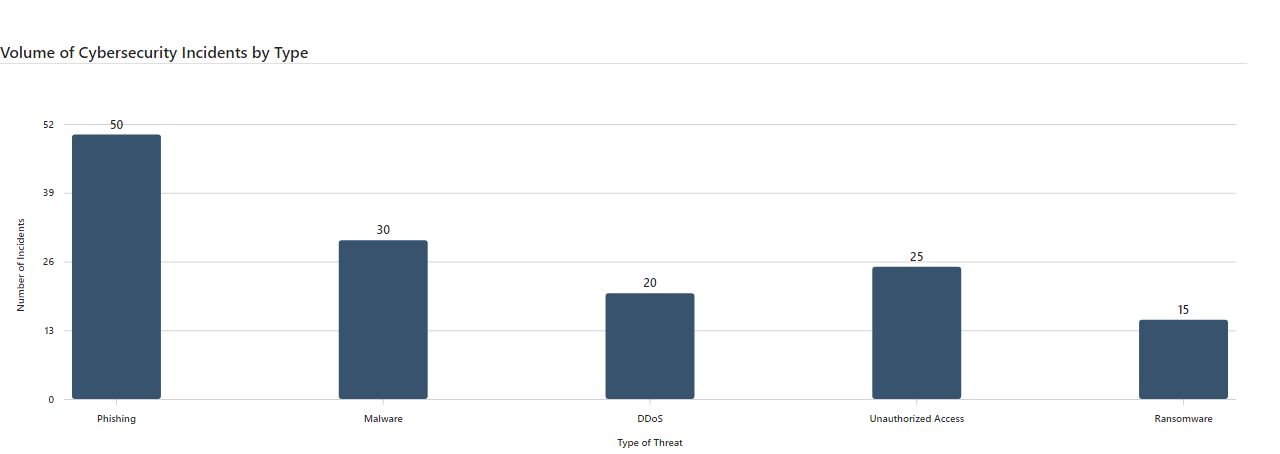 Volume of Cybersecurity Incidents by Type
52
39
26
13
0
Number of Incidents
50
30
20
25
15
Phishing
Malware
DDoS
Unauthorized Access
Ransomware
Type of Threat